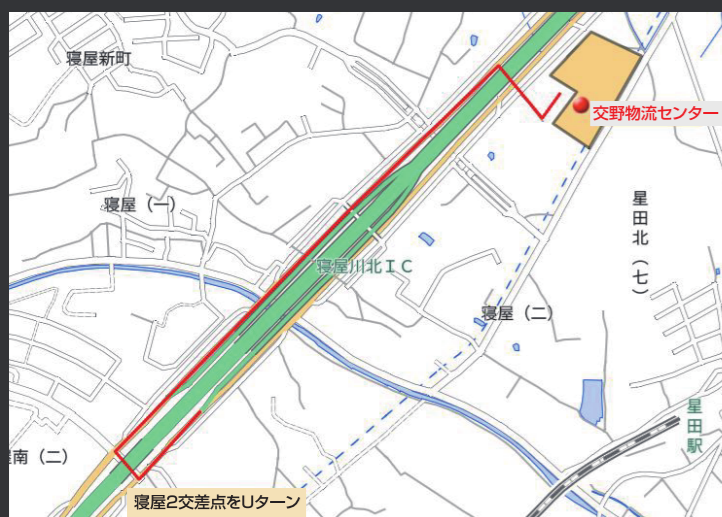 寝屋新町
交野物流センター
寝屋(一)
星田北(七)
寝屋川北IC
寝屋(二)
星田駅
屋南(二)
寝屋2交差点をUターン